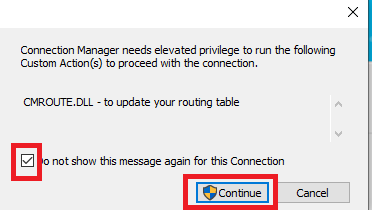 Connection Manager needs elevated privilege to run the following
Custom Action(s) to proceed with the connection.
CMROUTE.DLL - to update your routing table
Do not show this message again for this Connection
Continue
Cancel